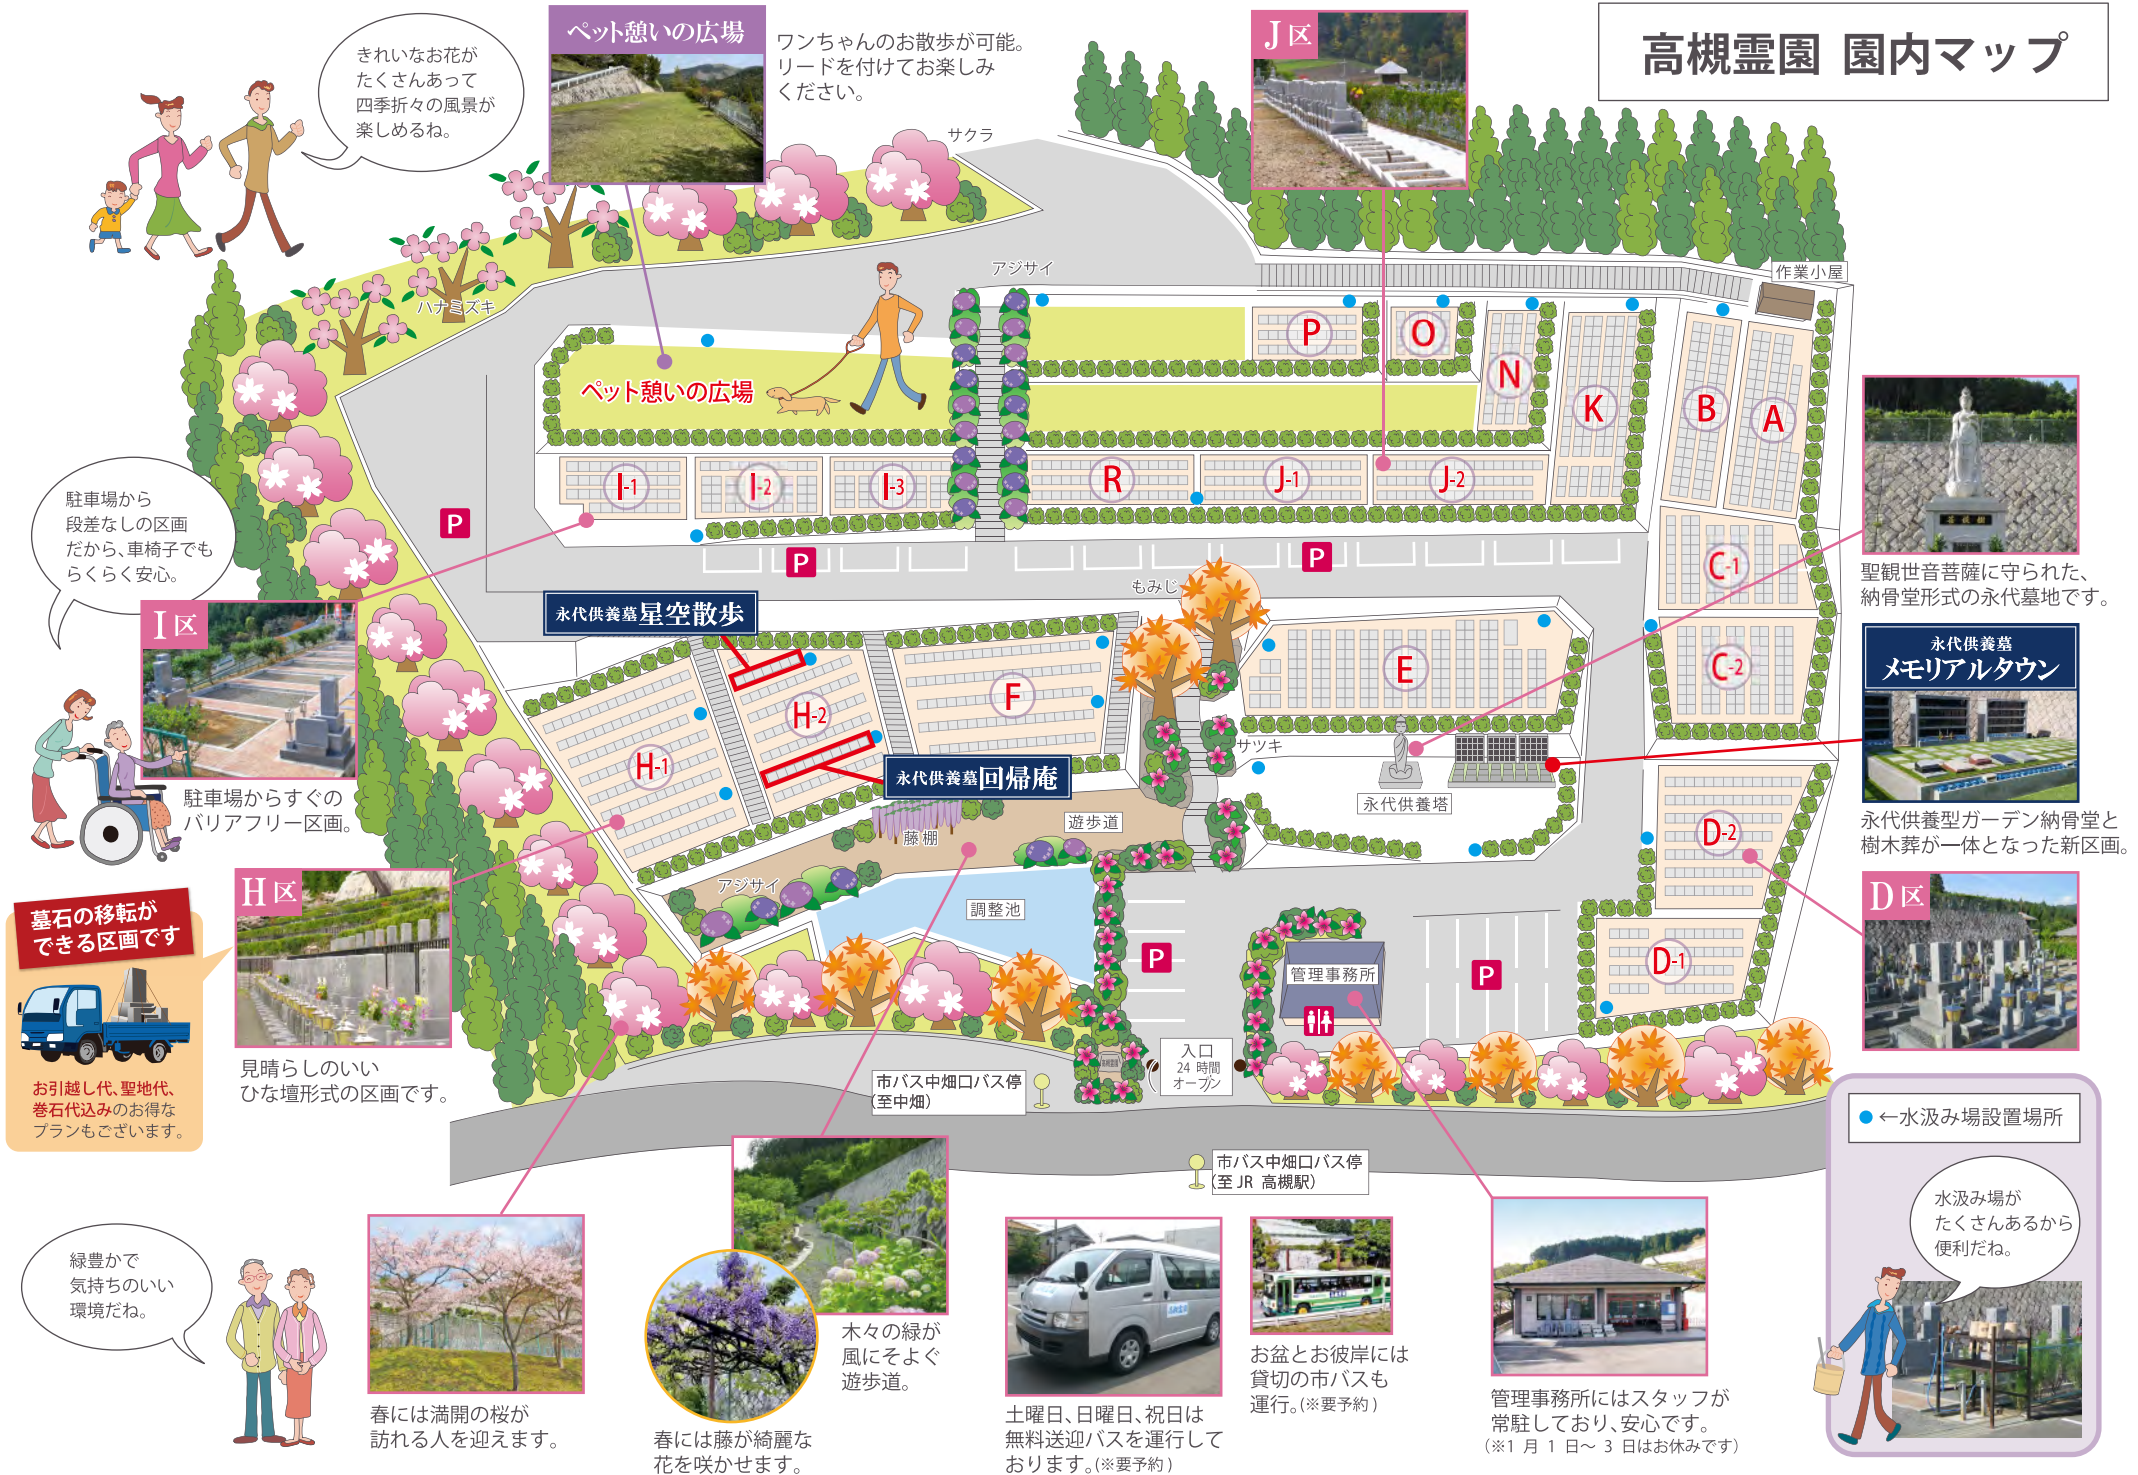 高槻霊園 園内マップ
きれいなお花が
たくさんあって
四季折々の風景が
楽しめるね。
ペット憩いの広場
ワンちゃんのお散歩が可能。
リードを付けてお楽しみ
ください。
サクラ
J区
ハナミズキ
アジサイ
作業小屋
ペット憩いの広場
P
O
N
K
B
A
I-1
I-2
I-3
R
J-1
J-2
P
P
P
C-1
C-2
もみじ
駐車場から
段差なしの区画
だから、車椅子でも
らくらく安心。
I区
駐車場からすぐの
バリアフリー区画。
永代供養墓星空散歩
H-1
H-2
F
E
永代供養墓回帰庵
サツキ
永代供養塔
聖観世音菩薩に守られた、
納骨堂形式の永代墓地です。
永代供養墓
メモリアルタウン
永代供養型ガーデン納骨堂と
樹木葬が一体となった新区画。
D-2
D-1
D区
藤棚
遊歩道
アジサイ
調整池
P
P
管理事務所
入口
24時間
オープン
高槻霊園
墓石の移転が
できる区画です
お引越し代、聖地代、
巻石代込みのお得な
プランもございます。
H区
見晴らしのいい
ひな壇形式の区画です。
市バス中畑口バス停
(至中畑)
市バス中畑口バス停
(至 JR 高槻駅)
●←水汲み場設置場所
水汲み場が
たくさんあるから
便利だね。
緑豊かで
気持ちのいい
環境だね。
春には満開の桜が
訪れる人を迎えます。
木々の緑が
風にそよぐ
遊歩道。
春には藤が綺麗な
花を咲かせます。
土曜日、日曜日、祝日は
無料送迎バスを運行して
おります。(※要予約)
お盆とお彼岸には
貸切の市バスも
運行。(※要予約)
管理事務所にはスタッフが
常駐しており、安心です。
(※1 月 1 日〜 3 日はお休みです)